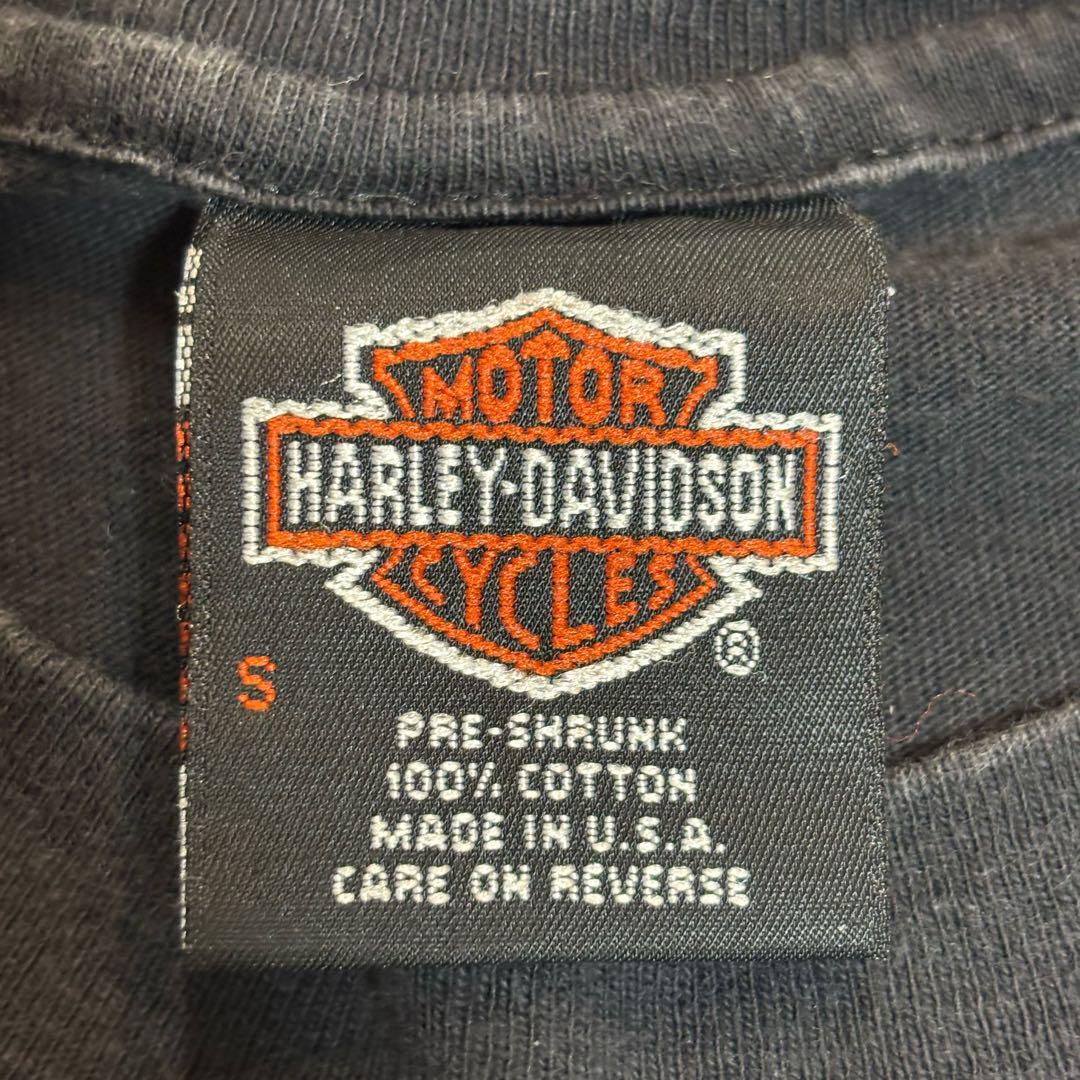 MOTOR
HARLEY-DAVIDSON
CYCLES
®
S
PRE-SHRUNK
100% COTTON
MADE IN U.S.A.
CARE ON REVERSE